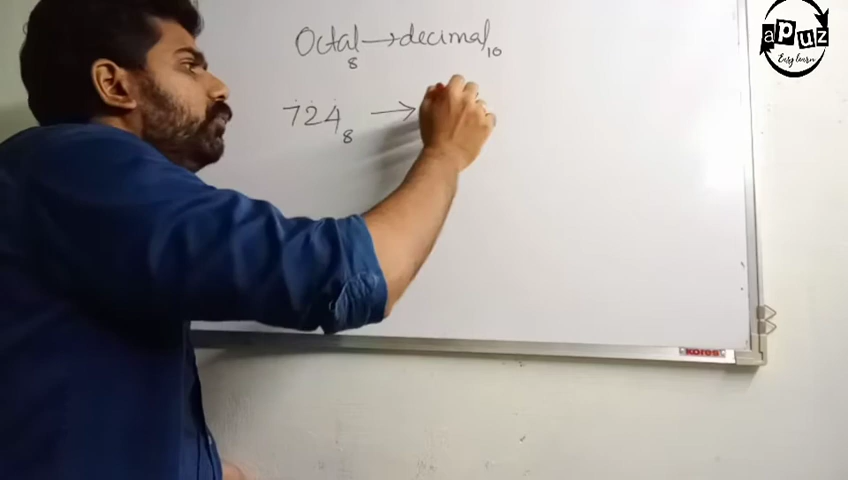 Octal₈ → decimal₁₀
724₈ →
apuz
Easy learn
kores